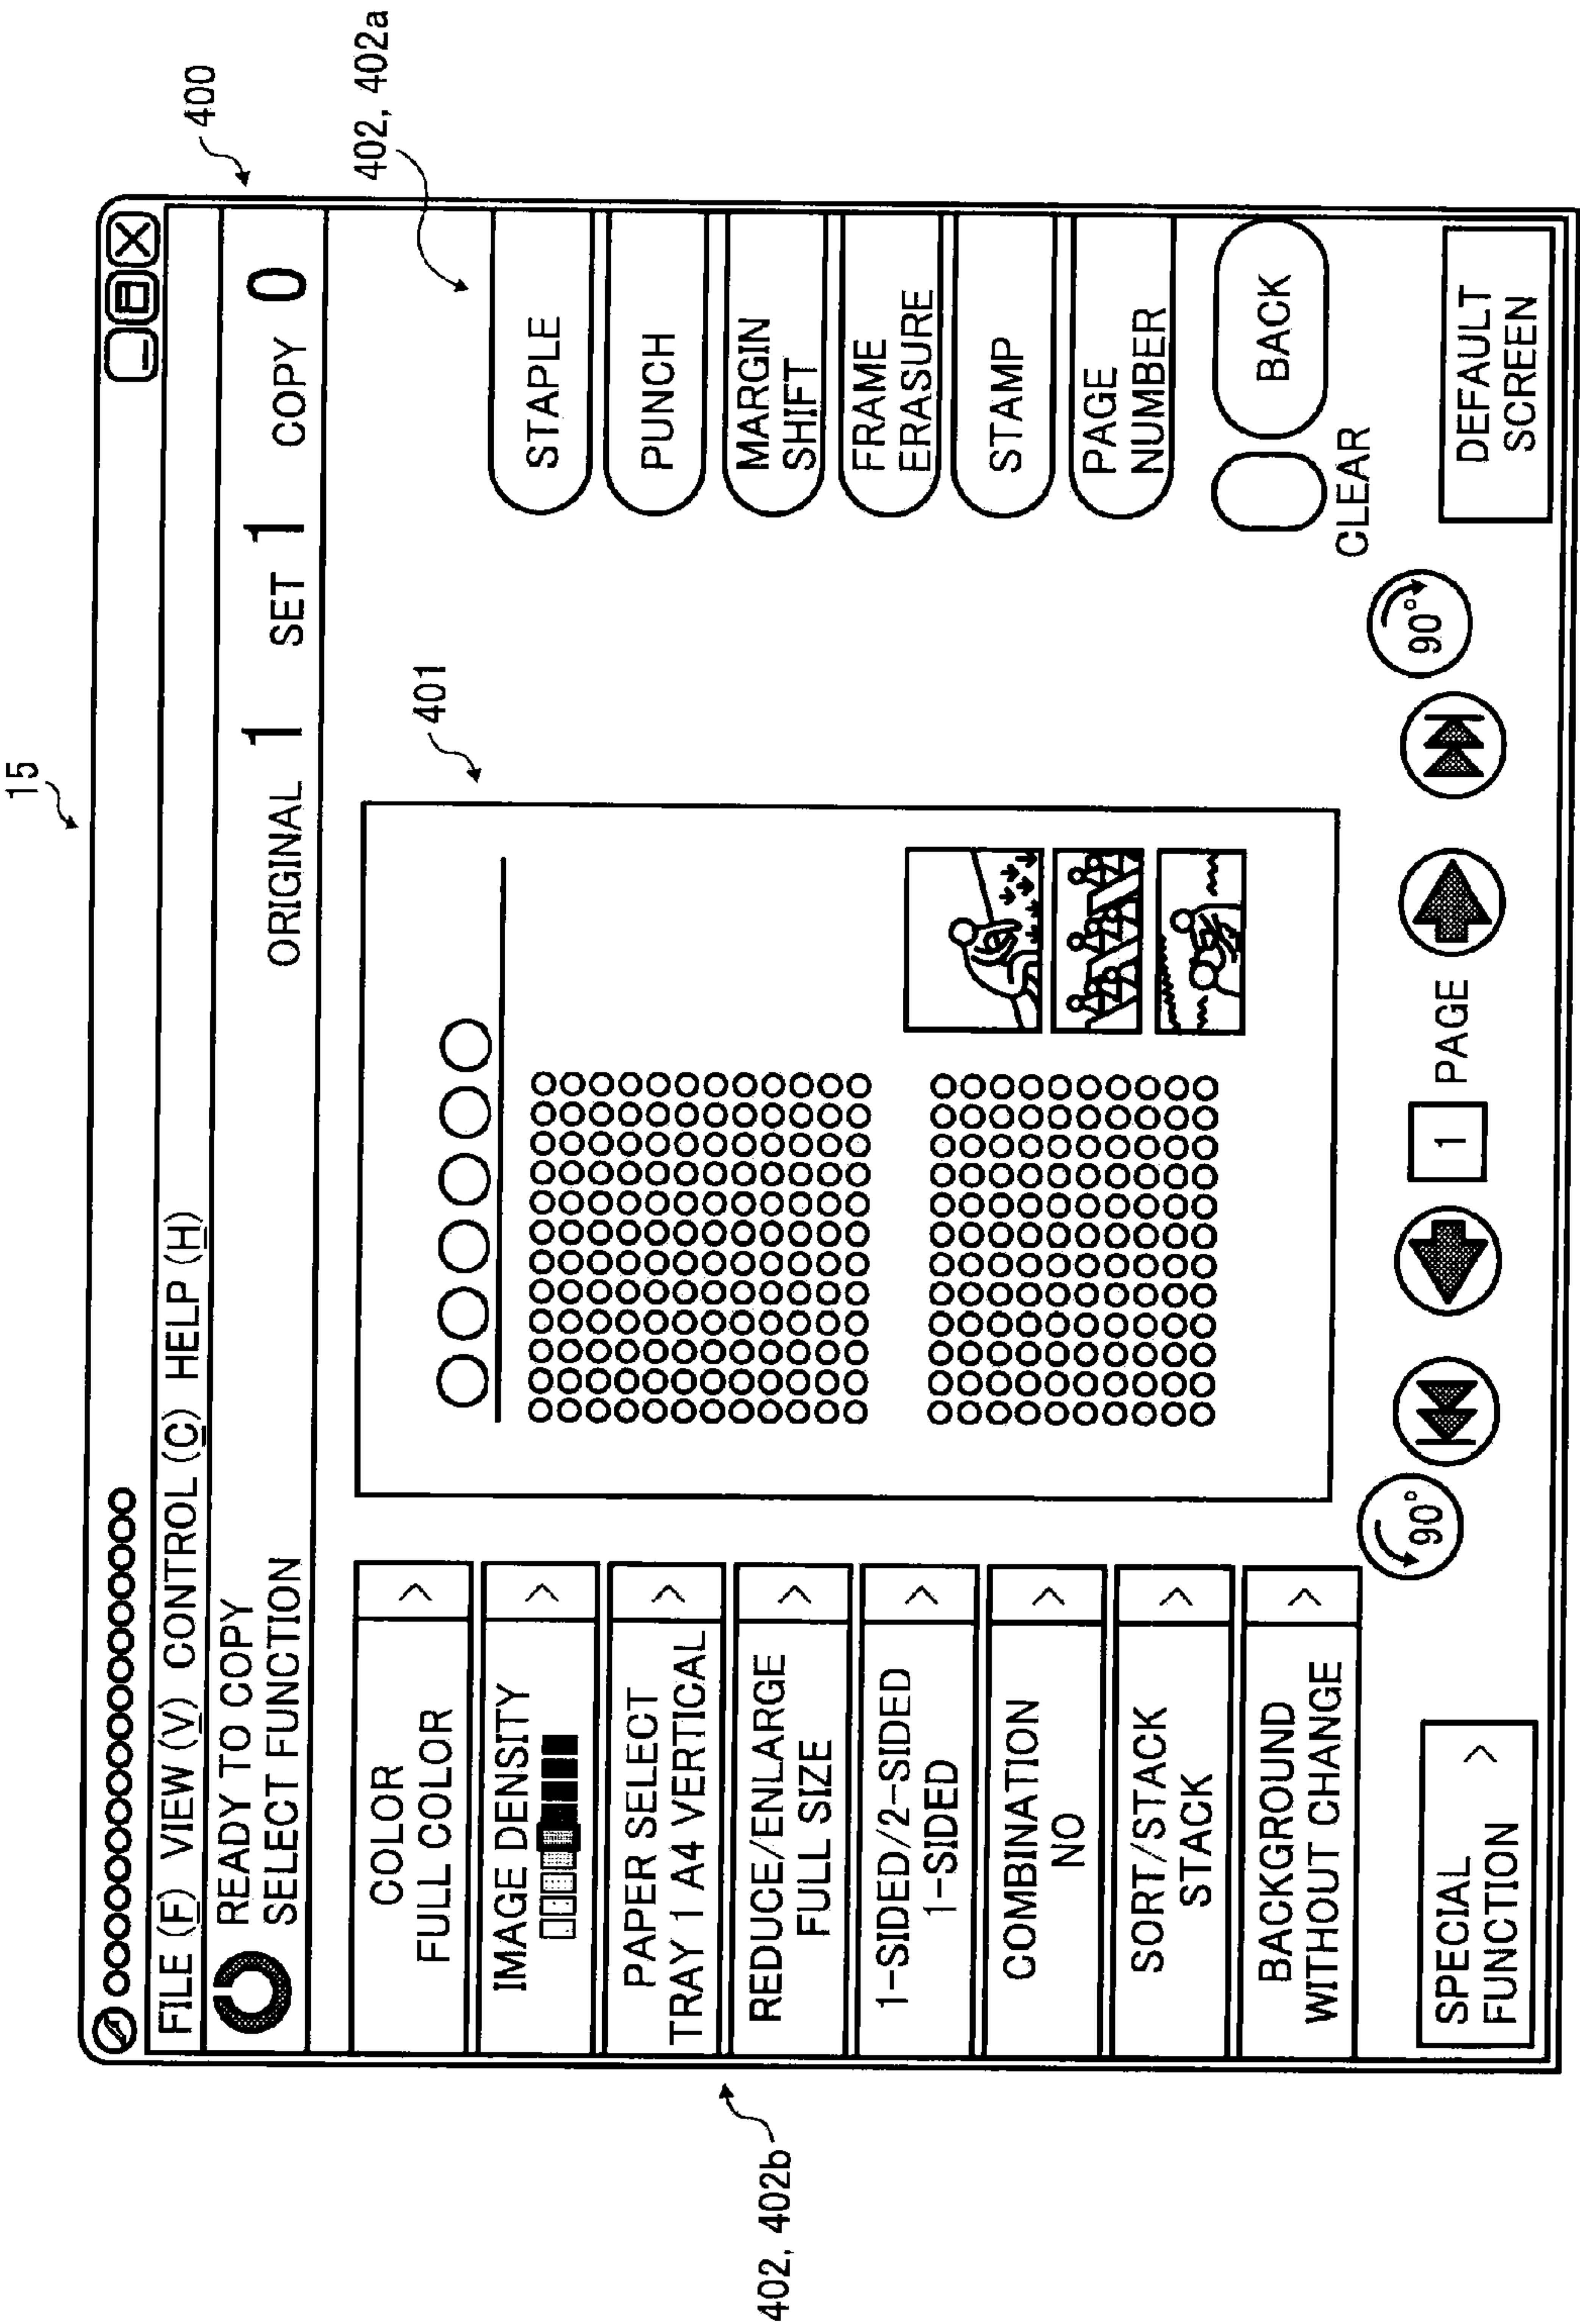 15
400
○○○○○○○○○○○○○○○○○○○
FILE (F) VIEW (V) CONTROL (C) HELP (H)
READY TO COPY
SELECT FUNCTION
ORIGINAL 1 SET 1 COPY 0
402, 402a
401
402, 402b
COLOR
FULL COLOR
>
IMAGE DENSITY
>
PAPER SELECT
TRAY 1 A4 VERTICAL
>
REDUCE/ENLARGE
FULL SIZE
>
1-SIDED/2-SIDED
1-SIDED
>
COMBINATION
NO
>
SORT/STACK
STACK
>
BACKGROUND
WITHOUT CHANGE
>
SPECIAL
FUNCTION
>
STAPLE
PUNCH
MARGIN
SHIFT
FRAME
ERASURE
STAMP
PAGE
NUMBER
BACK
CLEAR
90°
1 PAGE
90°
DEFAULT
SCREEN